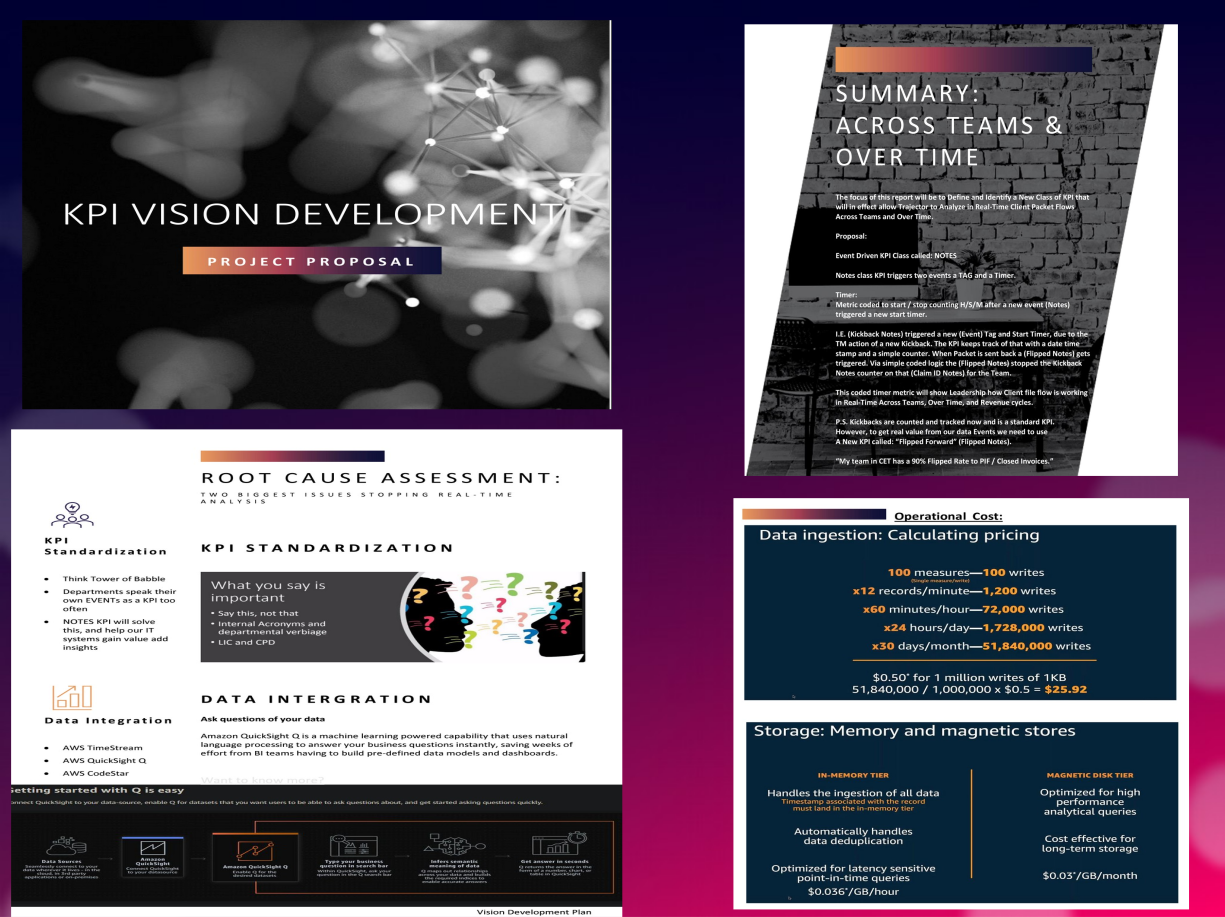 KPI VISION DEVELOPMENT
PROJECT PROPOSAL
SUMMARY:
ACROSS TEAMS &
OVER TIME
The focus of this report will be to Define and Identify a New Class of KPI that
will in effect allow Trajector to Analyze in Real-Time Client Packet Flows
Across Teams and Over Time.
Proposal:
Event Driven KPI Class called: NOTES
Notes class KPI triggers two events a TAG and a Timer.
Timer:
Metric coded to start / stop counting H/S/M after a new event (Notes)
triggered a new start timer.
I.E. (Kickback Notes) triggered a new (Event) Tag and Start Timer, due to the
TM action of a new Kickback. The KPI keeps track of that with a date time
stamp and a simple counter. When Packet is sent back a (Flipped Notes) gets
triggered. Via simple coded logic the (Flipped Notes) stopped the Kickback
Notes counter on that (Claim ID Notes) for the Team.
This coded timer metric will show Leadership how Client file flow is working
in Real-Time Across Teams, Over Time, and Revenue cycles.
P.S. Kickbacks are counted and tracked now and is a standard KPI.
However, to get real value from our data Events we need to use
A New KPI called: "Flipped Forward" (Flipped Notes).
"My team in CET has a 90% Flipped Rate to PIF / Closed Invoices."
ROOT CAUSE ASSESSMENT:
TWO BIGGEST ISSUES STOPPING REAL-TIME
ANALYSIS
KPI
Standardization
• Think Tower of Babble
• Departments speak their
own EVENTs as a KPI too
often
• NOTES KPI will solve
this, and help our IT
systems gain value add
insights
KPI STANDARDIZATION
What you say is
important
• Say this, not that
• Internal Acronyms and
departmental verbiage
• LIC and CPD
Data Integration
• AWS TimeStream
• AWS QuickSight Q
• AWS CodeStar
DATA INTERGRATION
Ask questions of your data
Amazon QuickSight Q is a machine learning powered capability that uses natural
language processing to answer your business questions instantly, saving weeks of
effort from BI teams having to build pre-defined data models and dashboards.
Want to know more?
Getting started with Q is easy
onnect QuickSight to your data-source, enable Q for datasets that you want users to be able to ask questions about, and get started asking questions quickly.
Data Sources
Seamlessly connect to your
data wherever it lives - in the
cloud, in 3rd party
applications or on-premises
Amazon
QuickSight
Connect QuickSight
to your datasource
Amazon QuickSight Q
Enable Q for the
desired datasets
Type your business
question in search bar
Within QuickSight, ask your
question in the Q search bar
Infers semantic
meaning of data
Q maps out relationships
across your data and builds
the required indices to
enable accurate answers
Get answer in seconds
Q returns the answer in the
form of a number, chart, or
table in QuickSight
Vision Development Plan
Operational Cost:
Data ingestion: Calculating pricing
100 measures—100 writes
(Single measure/write)
x12 records/minute—1,200 writes
x60 minutes/hour—72,000 writes
x24 hours/day—1,728,000 writes
x30 days/month—51,840,000 writes
$0.50* for 1 million writes of 1KB
51,840,000 / 1,000,000 x $0.5 = $25.92
Storage: Memory and magnetic stores
IN-MEMORY TIER
Handles the ingestion of all data
Timestamp associated with the record
must land in the in-memory tier
Automatically handles
data deduplication
Optimized for latency sensitive
point-in-time queries
$0.036*/GB/hour
MAGNETIC DISK TIER
Optimized for high
performance
analytical queries
Cost effective for
long-term storage
$0.03*/GB/month